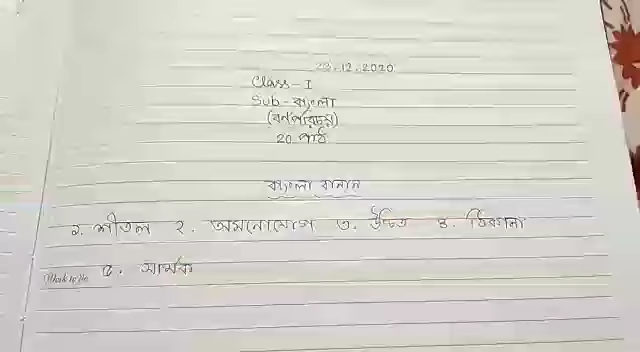 23.12.2020
Class - I
Sub - বাংলা
(বর্ণপরিচয়)
20 পাঠ
বাংলা বানান
১. শীতল ২. অমনোযোগ ৩. উচিত ৪. ঠিকানা
৫. সার্থক